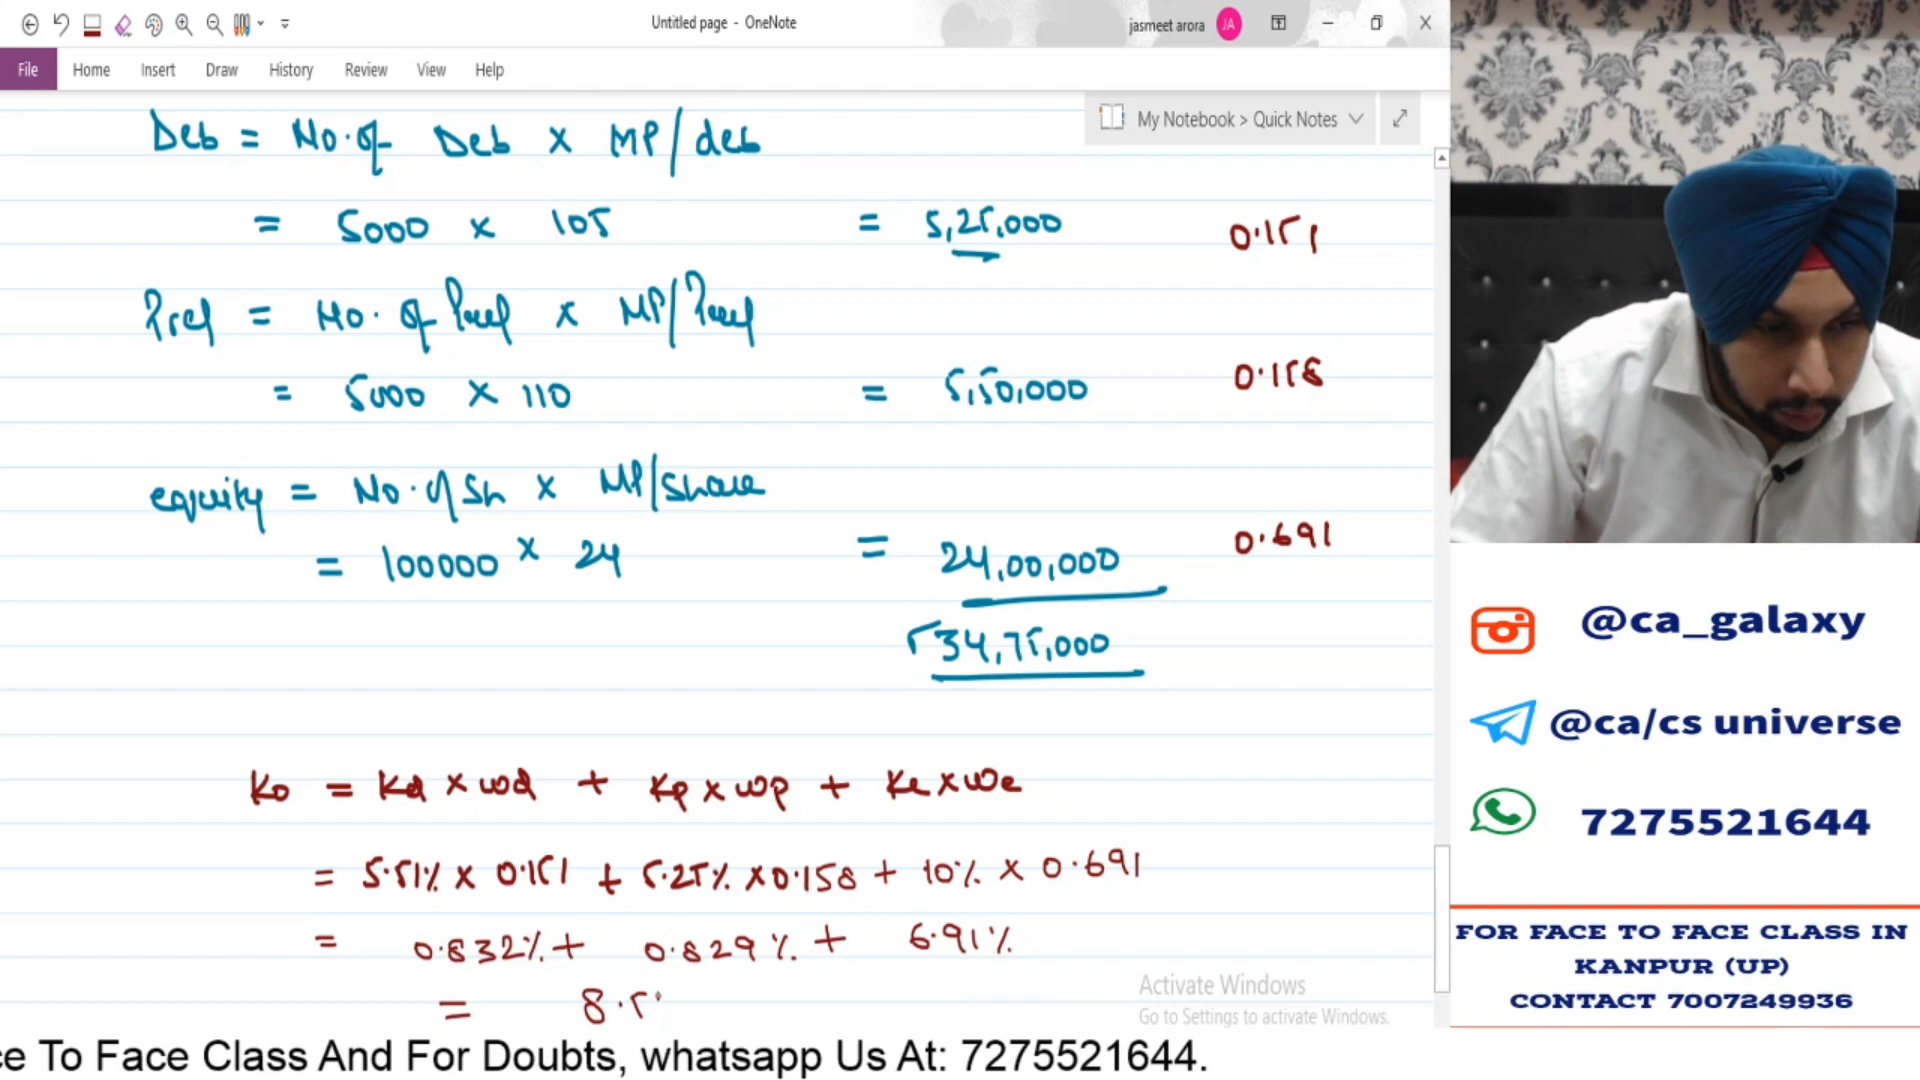 Untitled page - OneNote
jasmeet arora JA
File Home Insert Draw History Review View Help
My Notebook > Quick Notes
Deb = No. of Deb x MP/deb
= 5000 x 105 = 5,25,000 0.151
Pref = No. of Pref x MP/Pref
= 5000 x 110 = 5,50,000 0.158
equity = No. of Sh x MP/Share
= 100000 x 24 = 24,00,000 0.691
34,75,000
Ko = Kd x wd + Kp x wp + Ke x we
= 5.51% x 0.151 + 5.25% x 0.158 + 10% x 0.691
= 0.832% + 0.829% + 6.91%
= 8.5
Activate Windows
Go to Settings to activate Windows.
@ca_galaxy
@ca/cs universe
7275521644
FOR FACE TO FACE CLASS IN
KANPUR (UP)
CONTACT 7007249936
ce To Face Class And For Doubts, whatsapp Us At: 7275521644.